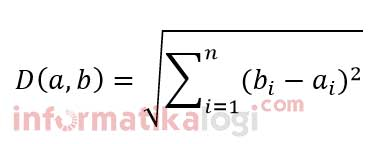 D(a, b) = √∑ⁿᵢ₌₁ (bᵢ − aᵢ)²
informatikalogi.com